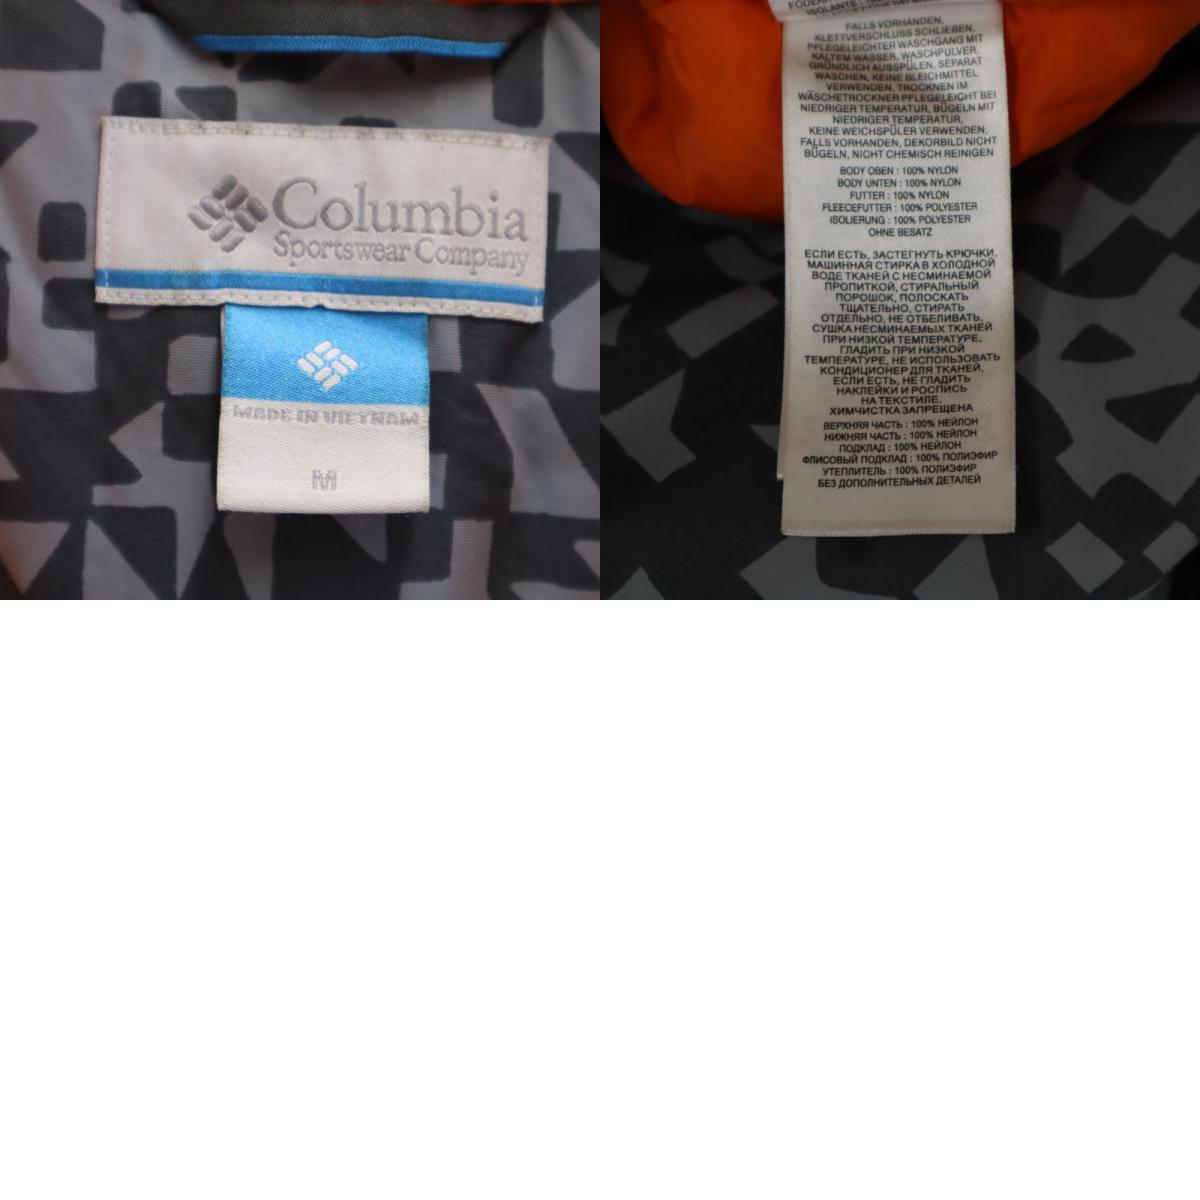 Columbia
Sportswear Company
MADE IN VIETNAM
M
ISOLANTE : 100%
FALLS VORHANDEN,
KLETTVERSCHLUSS SCHLIEßEN,
PFLEGELEICHTER WASCHGANG MIT
KALTEM WASSER, WASCHPULVER,
GRÜNDLICH AUSSPÜLEN, SEPARAT
WASCHEN, KEINE BLEICHMITTEL
VERWENDEN, TROCKNEN IM
WÄSCHETROCKNER PFLEGELEICHT BEI
NIEDRIGER TEMPERATUR, BÜGELN MIT
NIEDRIGER TEMPERATUR,
KEINE WEICHSPÜLER VERWENDEN,
FALLS VORHANDEN, DEKORBILD NICHT
BÜGELN, NICHT CHEMISCH REINIGEN
BODY OBEN : 100% NYLON
BODY UNTEN : 100% NYLON
FUTTER : 100% NYLON
FLEECEFUTTER : 100% POLYESTER
ISOLIERUNG : 100% POLYESTER
OHNE BESATZ
ЕСЛИ ЕСТЬ, ЗАСТЕГНУТЬ КРЮЧКИ,
МАШИННАЯ СТИРКА В ХОЛОДНОЙ
ВОДЕ ТКАНЕЙ С НЕСМИНАЕМОЙ
ПРОПИТКОЙ, СТИРАЛЬНЫЙ
ПОРОШОК, ПОЛОСКАТЬ
ТЩАТЕЛЬНО, СТИРАТЬ
ОТДЕЛЬНО, НЕ ОТБЕЛИВАТЬ,
СУШКА НЕСМИНАЕМЫХ ТКАНЕЙ
ПРИ НИЗКОЙ ТЕМПЕРАТУРЕ,
ГЛАДИТЬ ПРИ НИЗКОЙ
ТЕМПЕРАТУРЕ, НЕ ИСПОЛЬЗОВАТЬ
КОНДИЦИОНЕР ДЛЯ ТКАНЕЙ,
ЕСЛИ ЕСТЬ, НЕ ГЛАДИТЬ
НАКЛЕЙКИ И РОСПИСЬ
НА ТЕКСТИЛЕ,
ХИМЧИСТКА ЗАПРЕЩЕНА
ВЕРХНЯЯ ЧАСТЬ : 100% НЕЙЛОН
НИЖНЯЯ ЧАСТЬ : 100% НЕЙЛОН
ПОДКЛАД : 100% НЕЙЛОН
ФЛИСОВЫЙ ПОДКЛАД : 100% ПОЛИЭФИР
УТЕПЛИТЕЛЬ : 100% ПОЛИЭФИР
БЕЗ ДОПОЛНИТЕЛЬНЫХ ДЕТАЛЕЙ